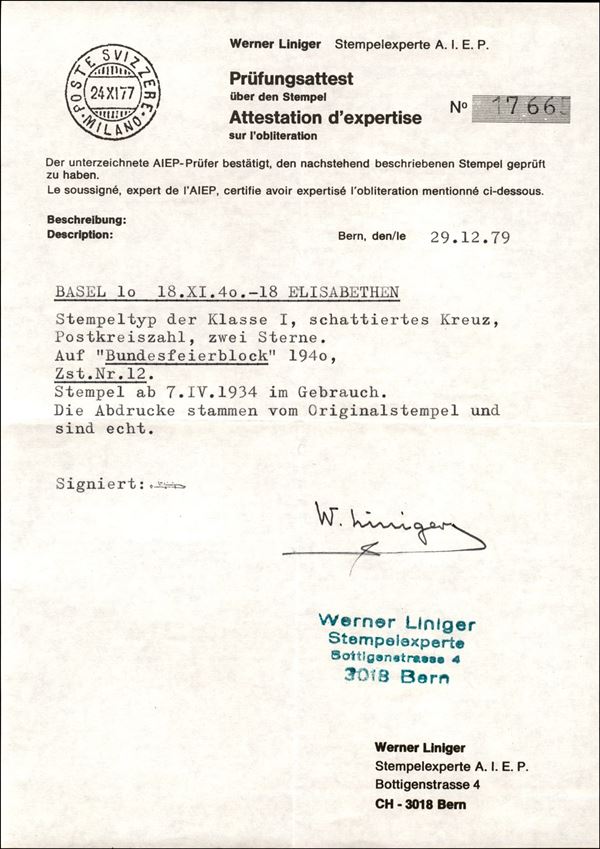 Werner Liniger Stempelexperte A. I. E. P.
POSTE SVIZZERE
24XI77
MILANO
Prüfungsattest
über den Stempel
Attestation d'expertise
sur l'obliteration
Nº 1766
Der unterzeichnete AIEP-Prüfer bestätigt, den nachstehend beschriebenen Stempel geprüft
zu haben.
Le soussigné, expert de l'AIEP, certifie avoir expertisé l'obliteration mentionné ci-dessous.
Beschreibung:
Description:
Bern, den/le 29.12.79
BASEL 1o 18.XI.4o.-18 ELISABETHEN
Stempeltyp der Klasse I, schattiertes Kreuz,
Postkreiszahl, zwei Sterne.
Auf "Bundesfeierblock" 194o,
Zst.Nr.12.
Stempel ab 7.IV.1934 im Gebrauch.
Die Abdrucke stammen vom Originalstempel und
sind echt.
Signiert:
W. Liniger
Werner Liniger
Stempelexperte
Bottigenstrasse 4
3018 Bern
Werner Liniger
Stempelexperte A. I. E. P.
Bottigenstrasse 4
CH - 3018 Bern